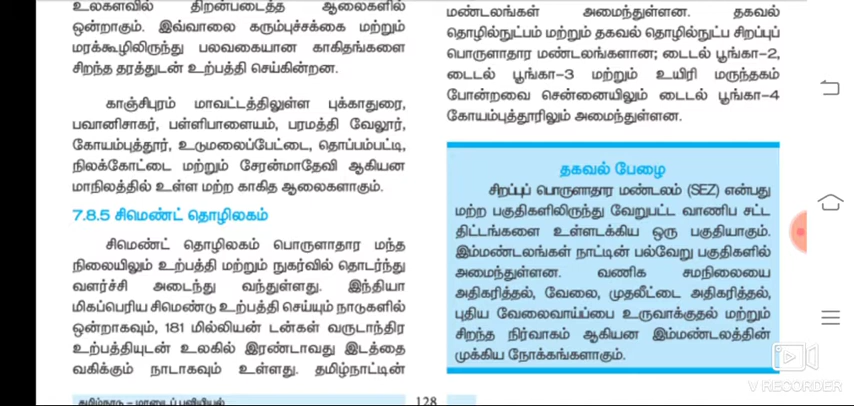 உலகளவில் திறன்படைத்த ஆலைகளில்
ஒன்றாகும். இவ்வாலை கரும்புச்சக்கை மற்றும்
மரக்கூழிலிருந்து பலவகையான காகிதங்களை
சிறந்த தரத்துடன் உற்பத்தி செய்கின்றன.
காஞ்சிபுரம் மாவட்டத்திலுள்ள புக்காதுரை,
பவானிசாகர், பள்ளிபாளையம், பரமத்தி வேலூர்,
கோயம்புத்தூர், உடுமலைப்பேட்டை, தொப்பம்பட்டி,
நிலக்கோட்டை மற்றும் சேரன்மாதேவி ஆகியன
மாநிலத்தில் உள்ள மற்ற காகித ஆலைகளாகும்.
7.8.5 சிமெண்ட் தொழிலகம்
சிமெண்ட் தொழிலகம் பொருளாதார மந்த
நிலையிலும் உற்பத்தி மற்றும் நுகர்வில் தொடர்ந்து
வளர்ச்சி அடைந்து வந்துள்ளது. இந்தியா
மிகப்பெரிய சிமெண்டு உற்பத்தி செய்யும் நாடுகளில்
ஒன்றாகவும், 181 மில்லியன் டன்கள் வருடாந்திர
உற்பத்தியுடன் உலகில் இரண்டாவது இடத்தை
வகிக்கும் நாடாகவும் உள்ளது. தமிழ்நாட்டின்
மண்டலங்கள் அமைந்துள்ளன. தகவல்
தொழில்நுட்பம் மற்றும் தகவல் தொழில்நுட்ப சிறப்புப்
பொருளாதார மண்டலங்களான; டைடல் பூங்கா-2,
டைடல் பூங்கா-3 மற்றும் உயிரி மருந்தகம்
போன்றவை சென்னையிலும் டைடல் பூங்கா-4
கோயம்புத்தூரிலும் அமைந்துள்ளன.
தகவல் பேழை
சிறப்புப் பொருளாதார மண்டலம் (SEZ) என்பது
மற்ற பகுதிகளிலிருந்து வேறுபட்ட வாணிப சட்ட
திட்டங்களை உள்ளடக்கிய ஒரு பகுதியாகும்.
இம்மண்டலங்கள் நாட்டின் பல்வேறு பகுதிகளில்
அமைந்துள்ளன. வணிக சமநிலையை
அதிகரித்தல், வேலை, முதலீட்டை அதிகரித்தல்,
புதிய வேலைவாய்ப்பை உருவாக்குதல் மற்றும்
சிறந்த நிர்வாகம் ஆகியன இம்மண்டலத்தின்
முக்கிய நோக்கங்களாகும்.
தமிழ்நாடு – மானுடப் புவியியல்
128
V RECORDER